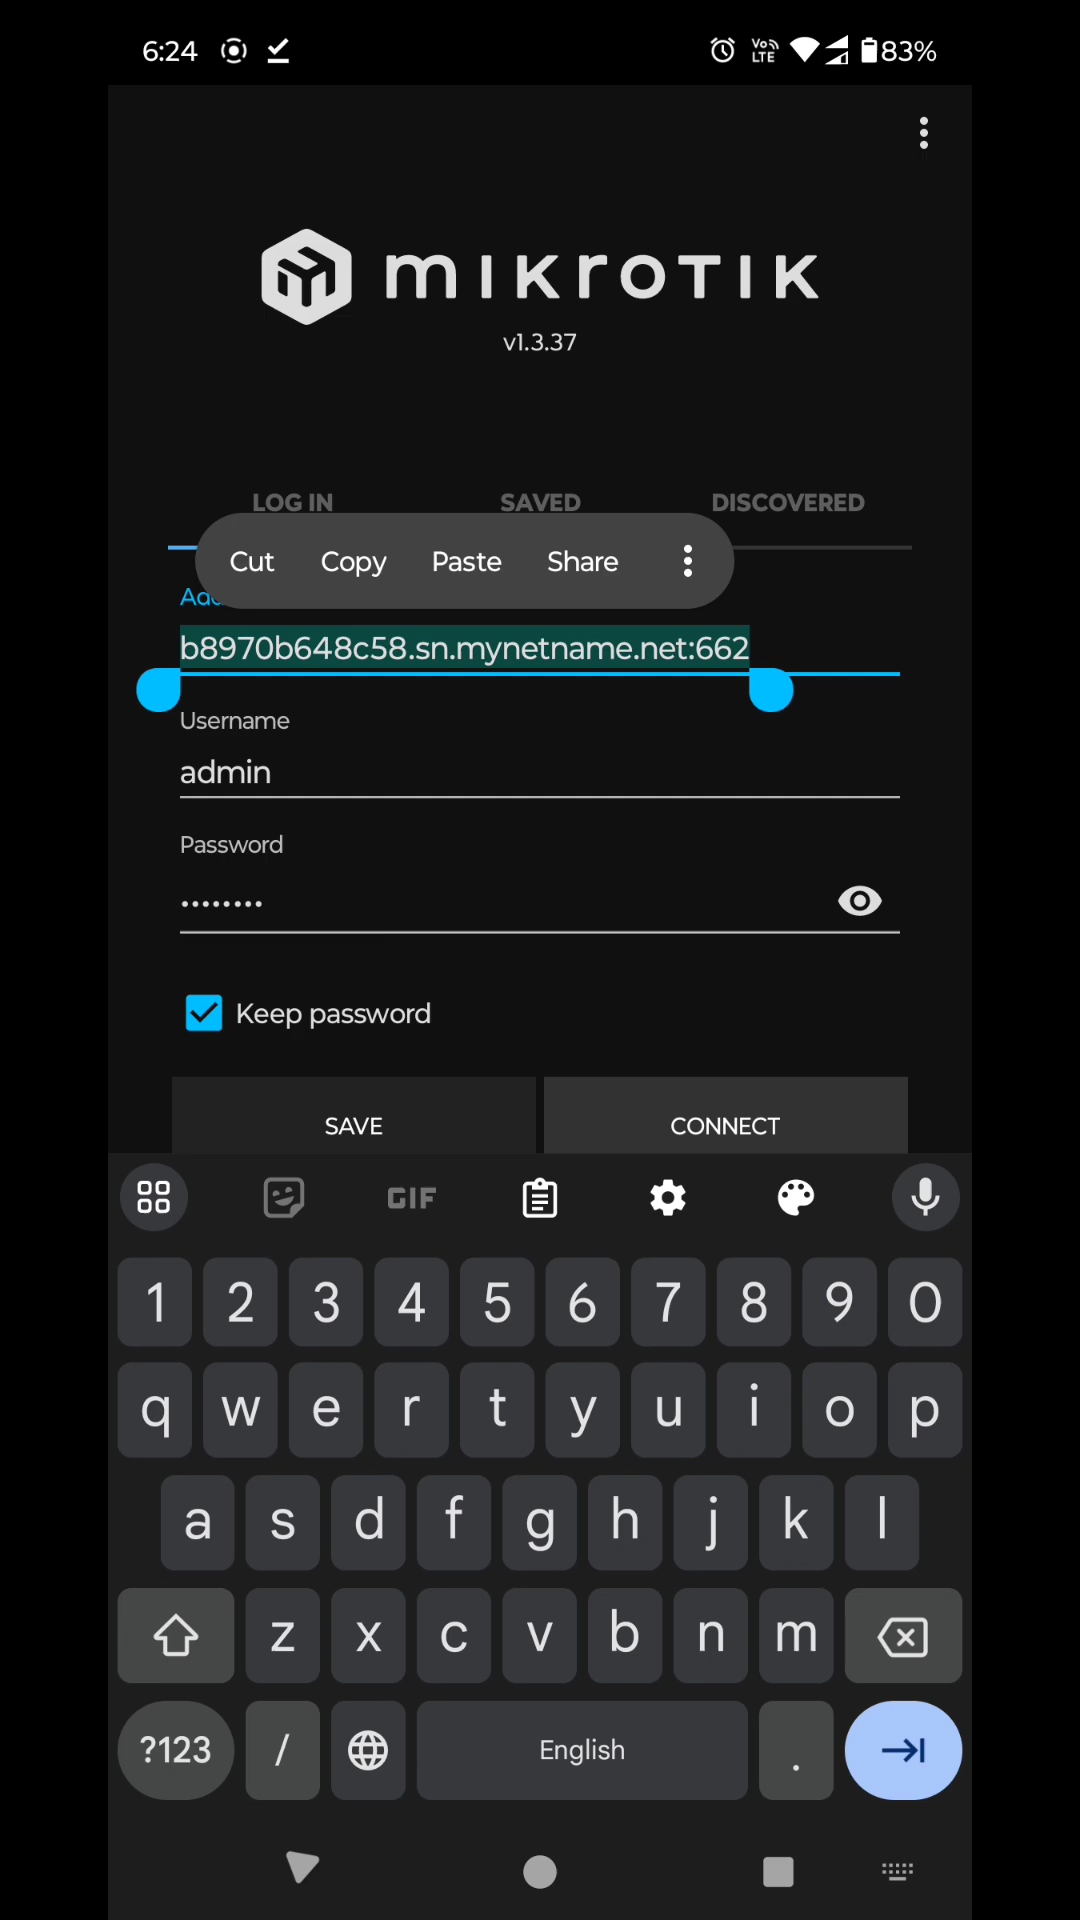 6:24
Vo LTE
83%
mikrotik
v1.3.37
LOG IN SAVED DISCOVERED
Cut Copy Paste Share
b8970b648c58.sn.mynetname.net:662
Username
admin
Password
••••••••
Keep password
SAVE CONNECT
GIF
1 2 3 4 5 6 7 8 9 0
q w e r t y u i o p
a s d f g h j k l
z x c v b n m
?123 / English .